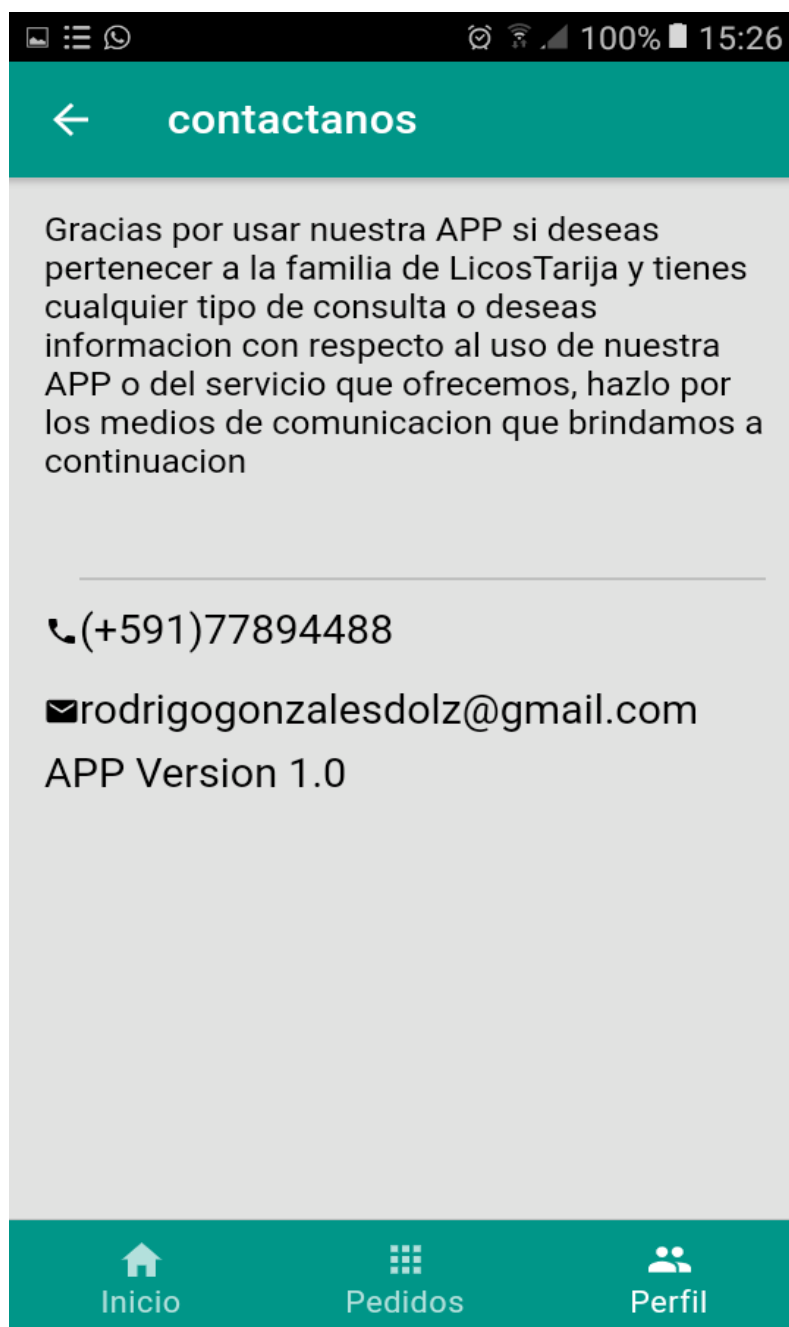 100% 15:26
contactanos
Gracias por usar nuestra APP si deseas
pertenecer a la familia de LicosTarija y tienes
cualquier tipo de consulta o deseas
informacion con respecto al uso de nuestra
APP o del servicio que ofrecemos, hazlo por
los medios de comunicacion que brindamos a
continuacion
(+591)77894488
rodrigogonzalesdolz@gmail.com
APP Version 1.0
Inicio Pedidos Perfil